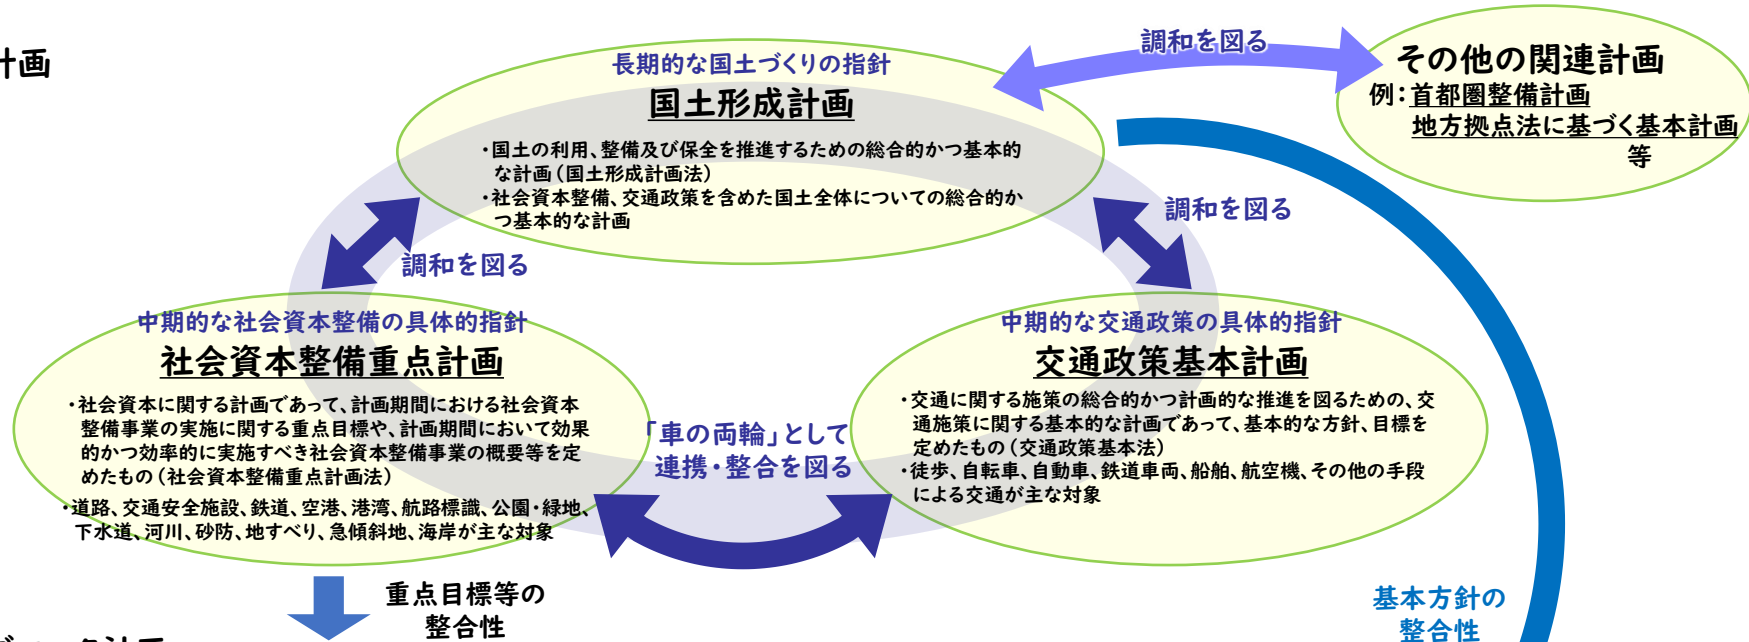 計画
長期的な国土づくりの指針
国土形成計画
・国土の利用、整備及び保全を推進するための総合的かつ基本的
な計画（国土形成計画法）
・社会資本整備、交通政策を含めた国土全体についての総合的か
つ基本的な計画
調和を図る
その他の関連計画
例：首都圏整備計画
地方拠点法に基づく基本計画
等
調和を図る
調和を図る
中期的な社会資本整備の具体的指針
社会資本整備重点計画
・社会資本に関する計画であって、計画期間における社会資本
整備事業の実施に関する重点目標や、計画期間において効果
的かつ効率的に実施すべき社会資本整備事業の概要等を定
めたもの（社会資本整備重点計画法）
・道路、交通安全施設、鉄道、空港、港湾、航路標識、公園・緑地、
下水道、河川、砂防、地すべり、急傾斜地、海岸が主な対象
「車の両輪」として
連携・整合を図る
中期的な交通政策の具体的指針
交通政策基本計画
・交通に関する施策の総合的かつ計画的な推進を図るための、交
通施策に関する基本的な計画であって、基本的な方針、目標を
定めたもの（交通政策基本法）
・徒歩、自転車、自動車、鉄道車両、船舶、航空機、その他の手段
による交通が主な対象
重点目標等の
整合性
基本方針の
整合性